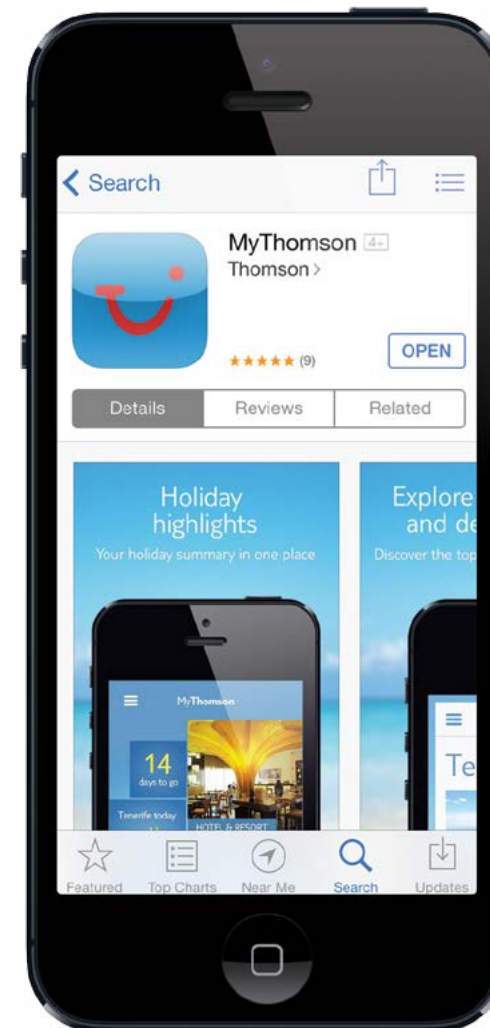 Search
MyThomson 4+
Thomson >
★★★★★ (9)
OPEN
Details Reviews Related
Holiday
highlights
Your holiday summary in one place
Explore
and de
Discover the top
MyThomson
14
days to go
Tenerife today
HOTEL & RESORT
Te
Featured Top Charts Near Me Search Updates